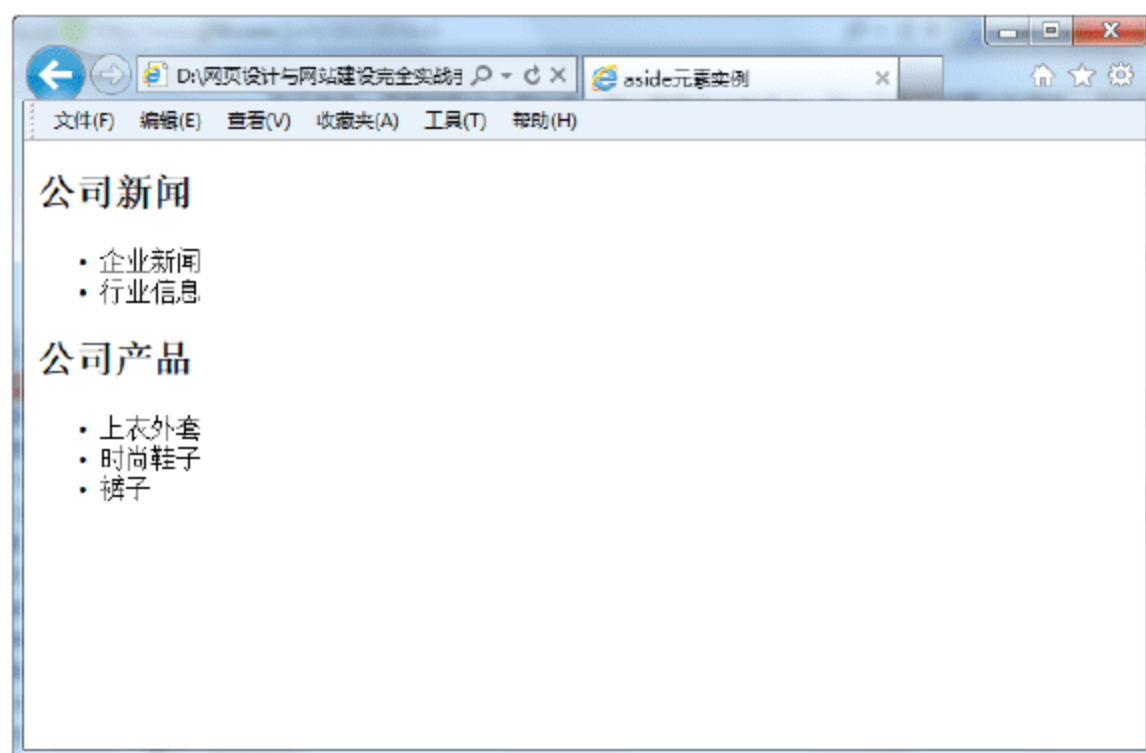 D:\网页设计与网站建设完全实战手
aside元素实例
文件(F) 编辑(E) 查看(V) 收藏夹(A) 工具(T) 帮助(H)
公司新闻
• 企业新闻
• 行业信息
公司产品
• 上衣外套
• 时尚鞋子
• 裤子